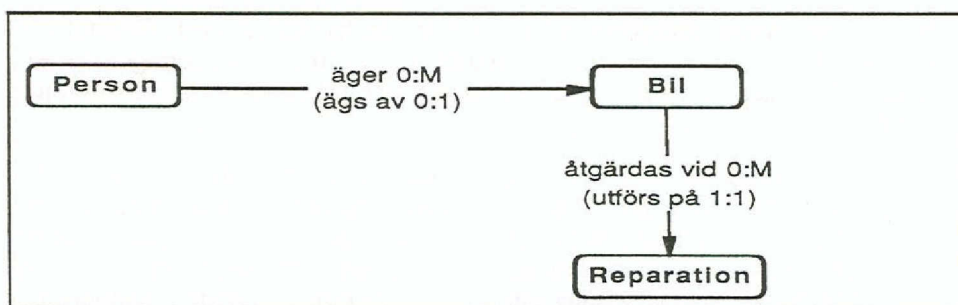 Person
äger 0:M
(ägs av 0:1)
Bil
åtgärdas vid 0:M
(utförs på 1:1)
Reparation